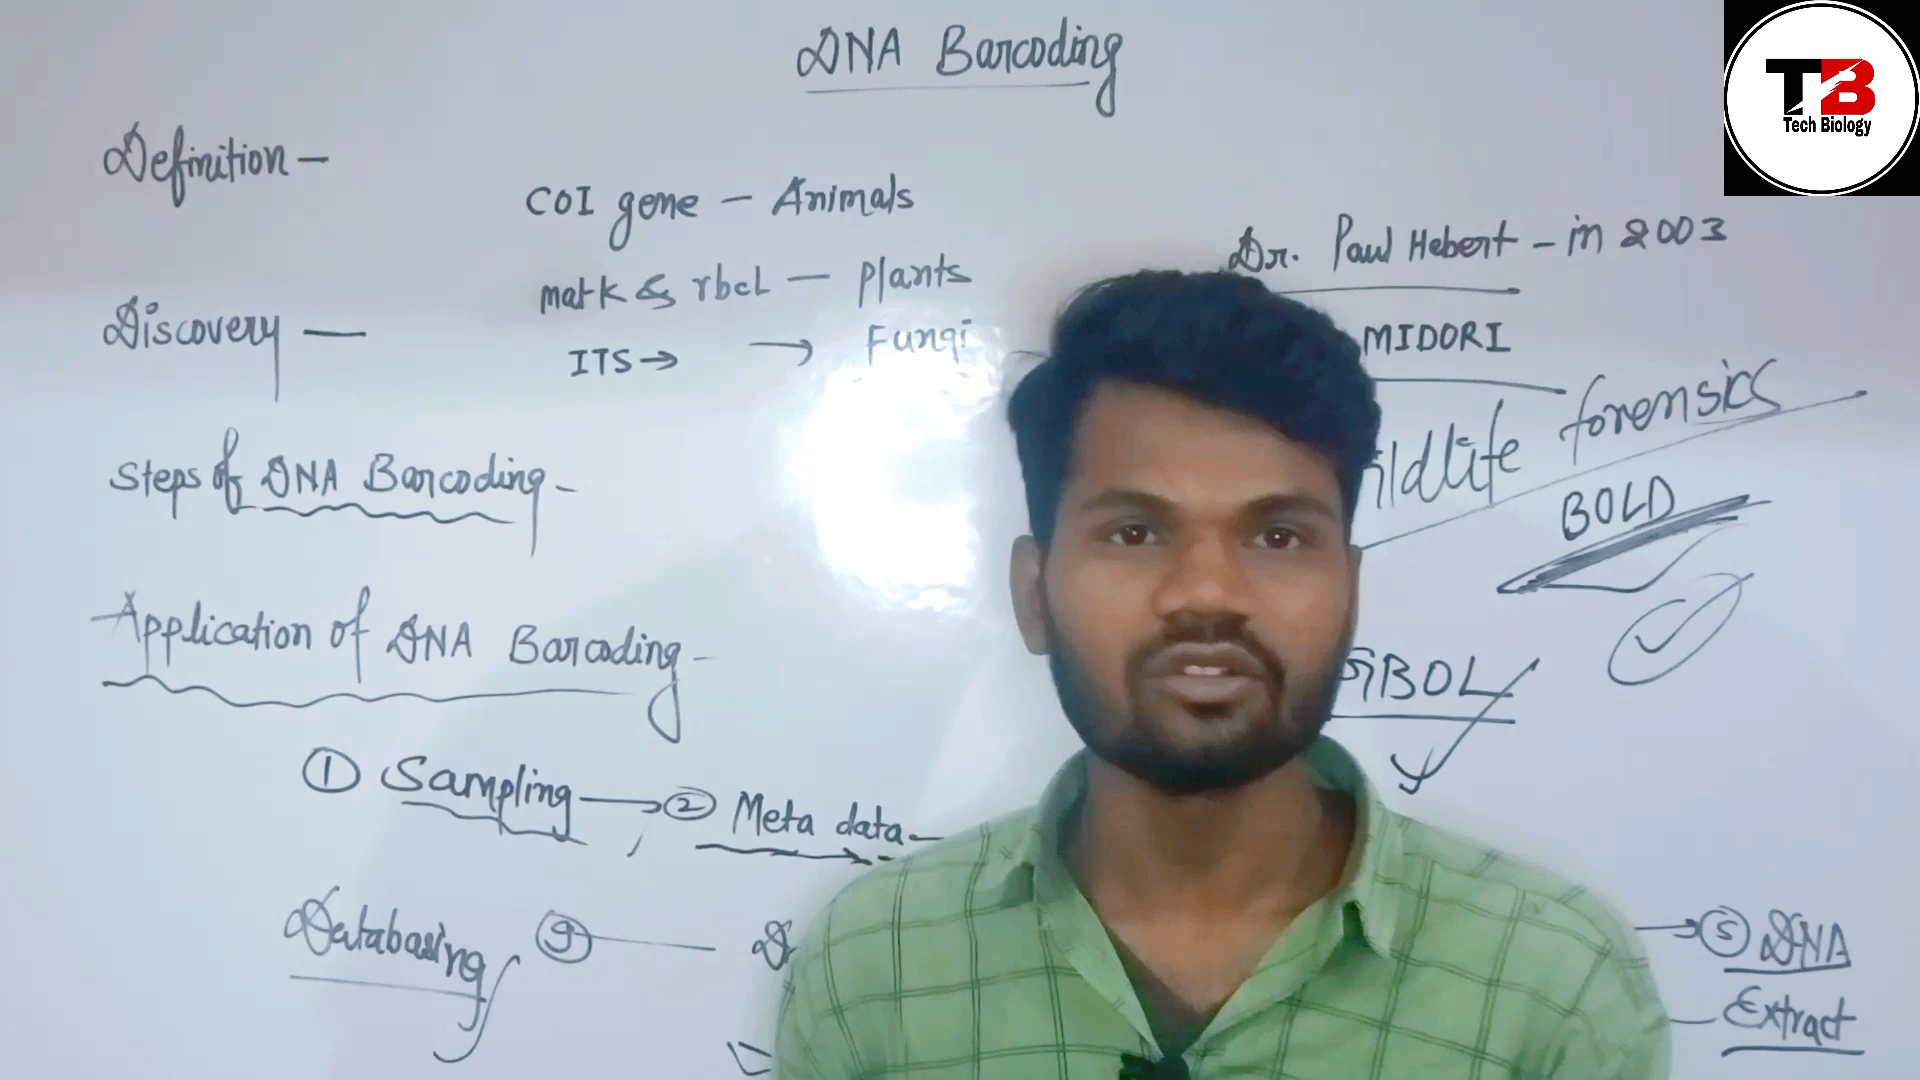 DNA Barcoding
TB
Tech Biology
Definition -
COI gene - Animals
Dr. Paul Hebert - in 2003
matk & rbcL - plants
Discovery -
ITS → → Fungi
MIDORI
forensics
Steps of DNA Barcoding -
BOLD
Application of DNA Barcoding -
GBOL
① Sampling → ② Meta data -
Databasing ⑨
→ ⑤ DNA
Extract